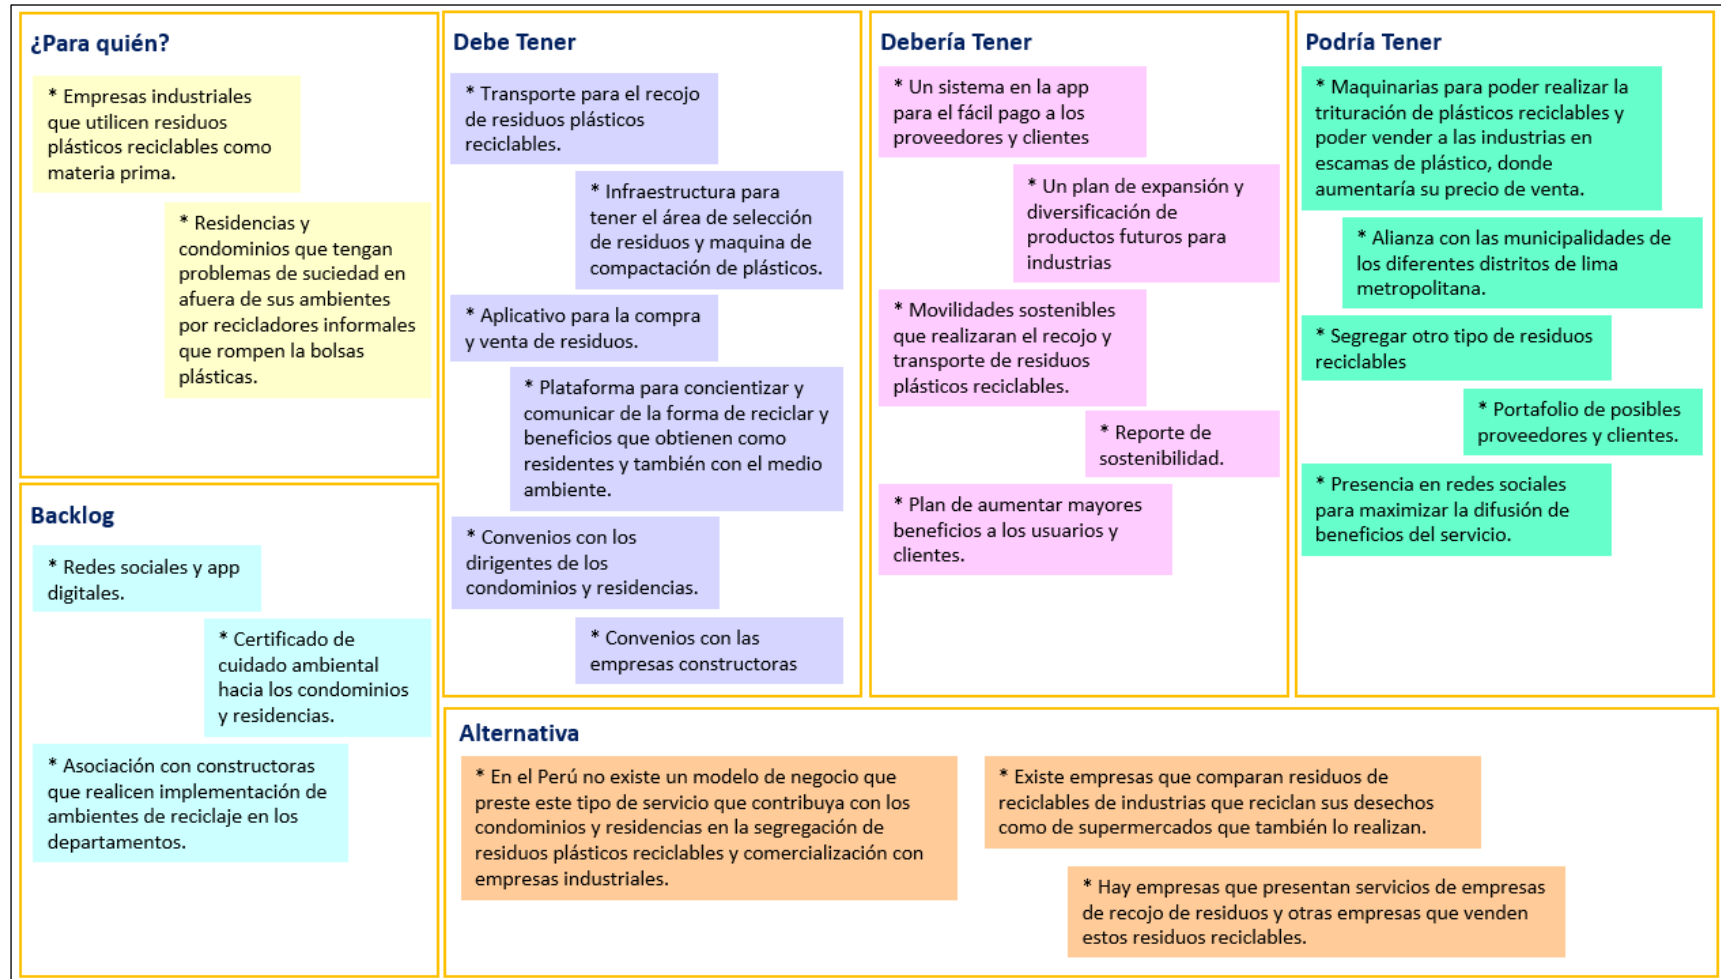 ¿Para quién?
* Empresas industriales
que utilicen residuos
plásticos reciclables como
materia prima.
* Residencias y
condominios que tengan
problemas de suciedad en
afuera de sus ambientes
por recicladores informales
que rompen la bolsas
plásticas.
Backlog
* Redes sociales y app
digitales.
* Certificado de
cuidado ambiental
hacia los condominios
y residencias.
* Asociación con constructoras
que realicen implementación de
ambientes de reciclaje en los
departamentos.
Debe Tener
* Transporte para el recojo
de residuos plásticos
reciclables.
* Infraestructura para
tener el área de selección
de residuos y maquina de
compactación de plásticos.
* Aplicativo para la compra
y venta de residuos.
* Plataforma para concientizar y
comunicar de la forma de reciclar y
beneficios que obtienen como
residentes y también con el medio
ambiente.
* Convenios con los
dirigentes de los
condominios y residencias.
* Convenios con las
empresas constructoras
Debería Tener
* Un sistema en la app
para el fácil pago a los
proveedores y clientes
* Un plan de expansión y
diversificación de
productos futuros para
industrias
* Movilidades sostenibles
que realizaran el recojo y
transporte de residuos
plásticos reciclables.
* Reporte de
sostenibilidad.
* Plan de aumentar mayores
beneficios a los usuarios y
clientes.
Podría Tener
* Maquinarias para poder realizar la
trituración de plásticos reciclables y
poder vender a las industrias en
escamas de plástico, donde
aumentaría su precio de venta.
* Alianza con las municipalidades de
los diferentes distritos de lima
metropolitana.
* Segregar otro tipo de residuos
reciclables
* Portafolio de posibles
proveedores y clientes.
* Presencia en redes sociales
para maximizar la difusión de
beneficios del servicio.
Alternativa
* En el Perú no existe un modelo de negocio que
preste este tipo de servicio que contribuya con los
condominios y residencias en la segregación de
residuos plásticos reciclables y comercialización con
empresas industriales.
* Existe empresas que comparan residuos de
reciclables de industrias que reciclan sus desechos
como de supermercados que también lo realizan.
* Hay empresas que presentan servicios de empresas
de recojo de residuos y otras empresas que venden
estos residuos reciclables.